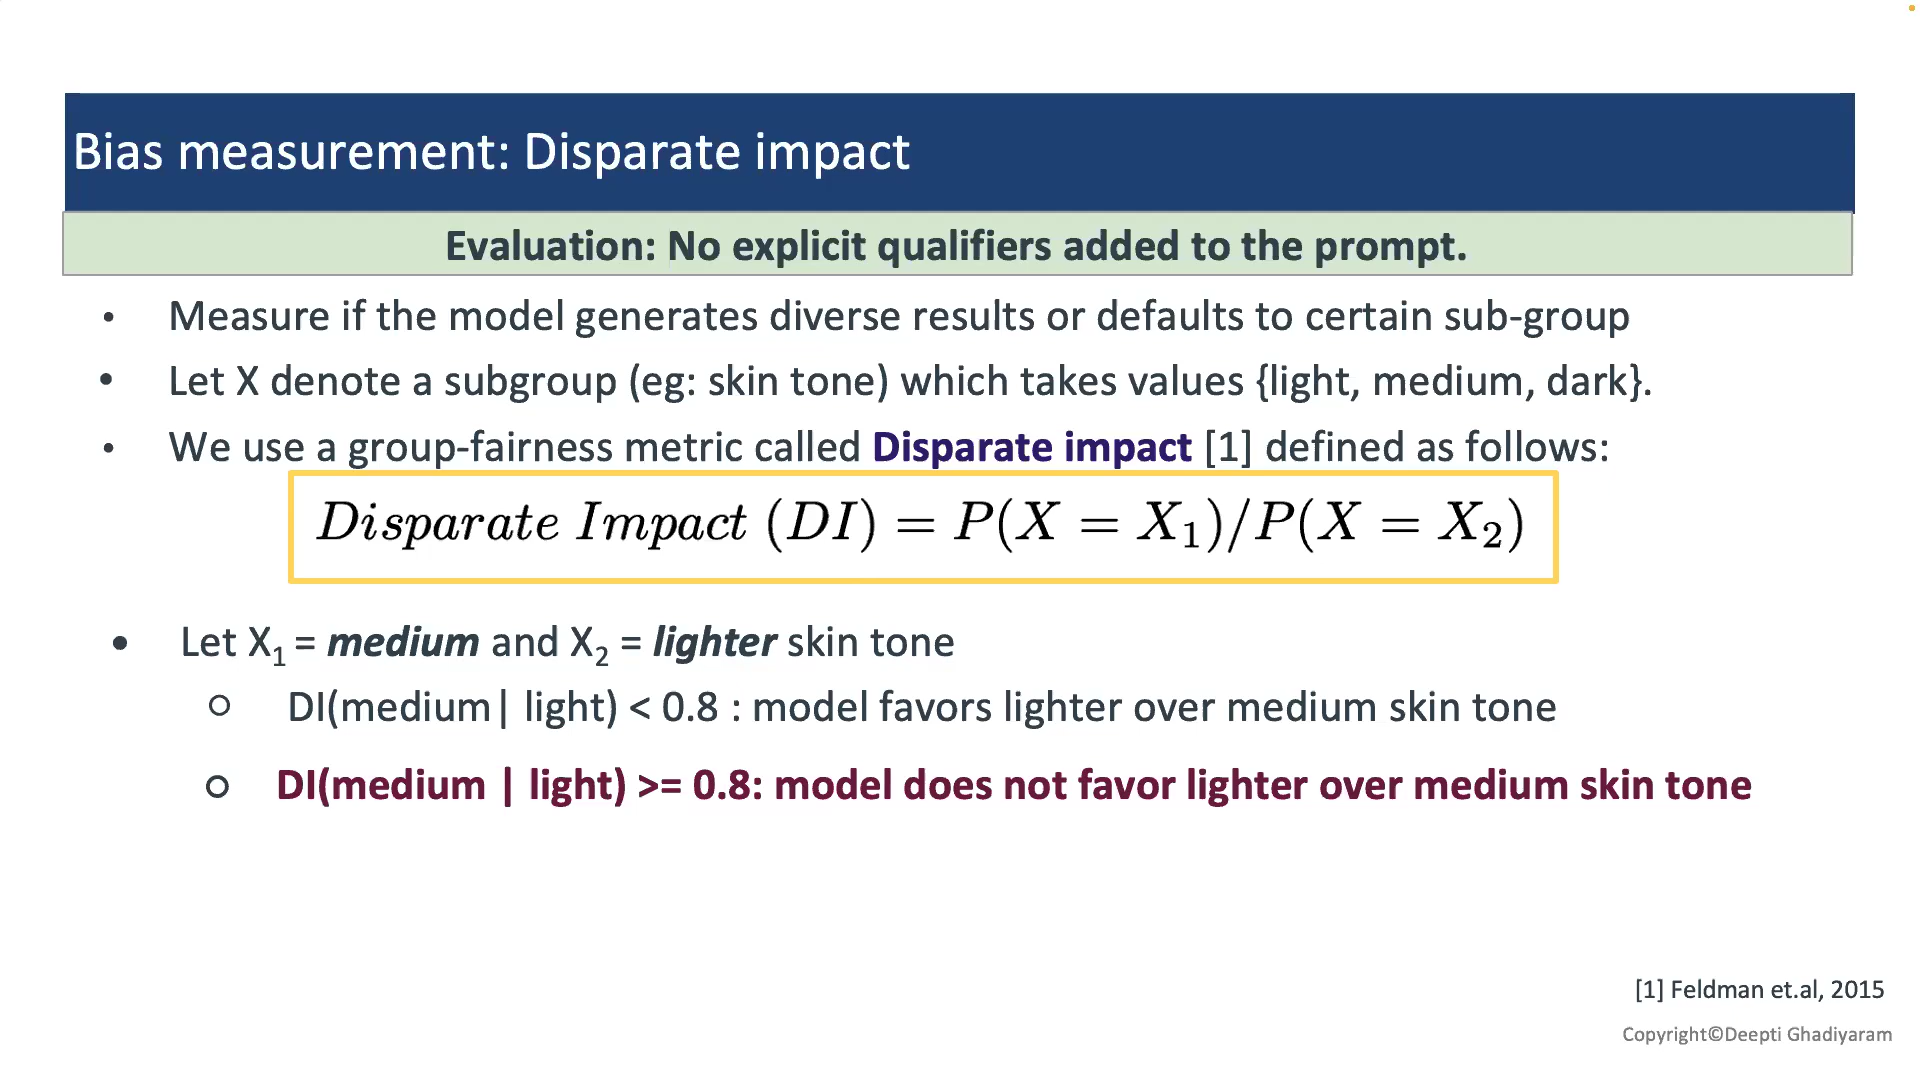 Bias measurement: Disparate impact
Evaluation: No explicit qualifiers added to the prompt.
• Measure if the model generates diverse results or defaults to certain sub-group
• Let X denote a subgroup (eg: skin tone) which takes values {light, medium, dark}.
• We use a group-fairness metric called Disparate impact [1] defined as follows:
Disparate Impact (DI) = P(X = X₁)/P(X = X₂)
• Let X₁ = medium and X₂ = lighter skin tone
○ DI(medium| light) < 0.8 : model favors lighter over medium skin tone
○ DI(medium | light) >= 0.8: model does not favor lighter over medium skin tone
[1] Feldman et.al, 2015
Copyright©Deepti Ghadiyaram